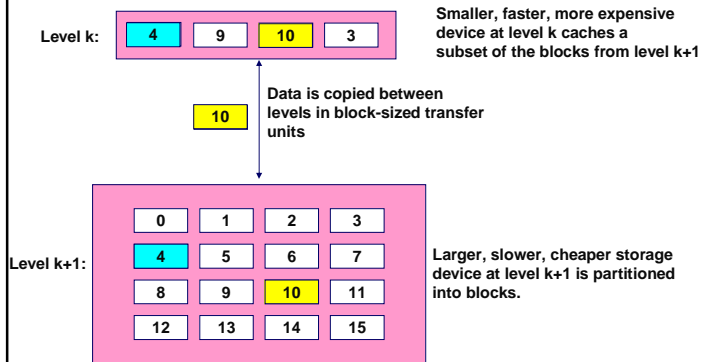 Smaller, faster, more expensive
device at level k caches a
subset of the blocks from level k+1
Level k:
4 9 10 3
Data is copied between
levels in block-sized transfer
units
10
0 1 2 3
Level k+1:
4 5 6 7
8 9 10 11
12 13 14 15
Larger, slower, cheaper storage
device at level k+1 is partitioned
into blocks.